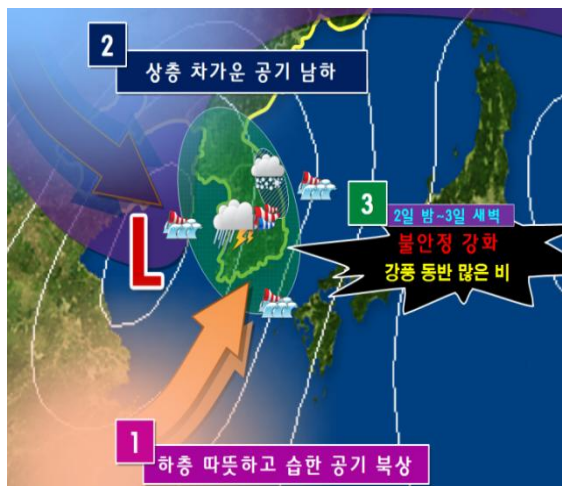 2
상층 차가운 공기 남하
L
3
2일 밤~3일 새벽
불안정 강화
강풍 동반 많은 비
1
하층 따뜻하고 습한 공기 북상